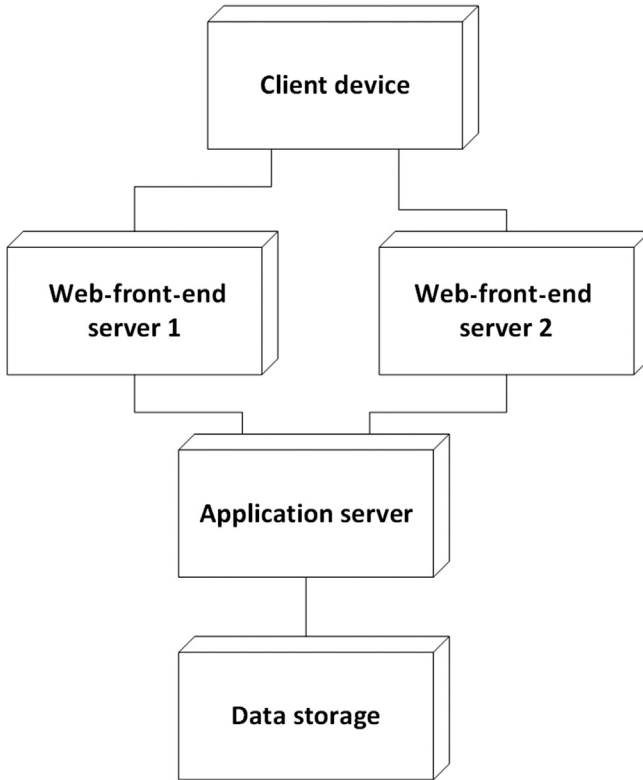 Client device
Web-front-end
server 1
Web-front-end
server 2
Application server
Data storage